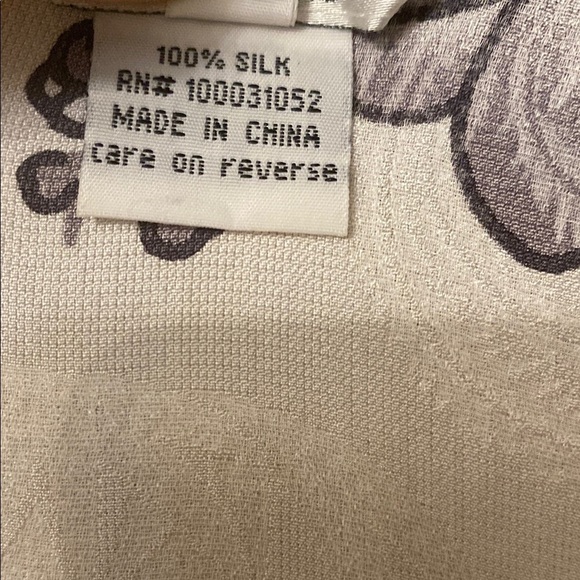 100% SILK
RN# 100031052
MADE IN CHINA
care on reverse